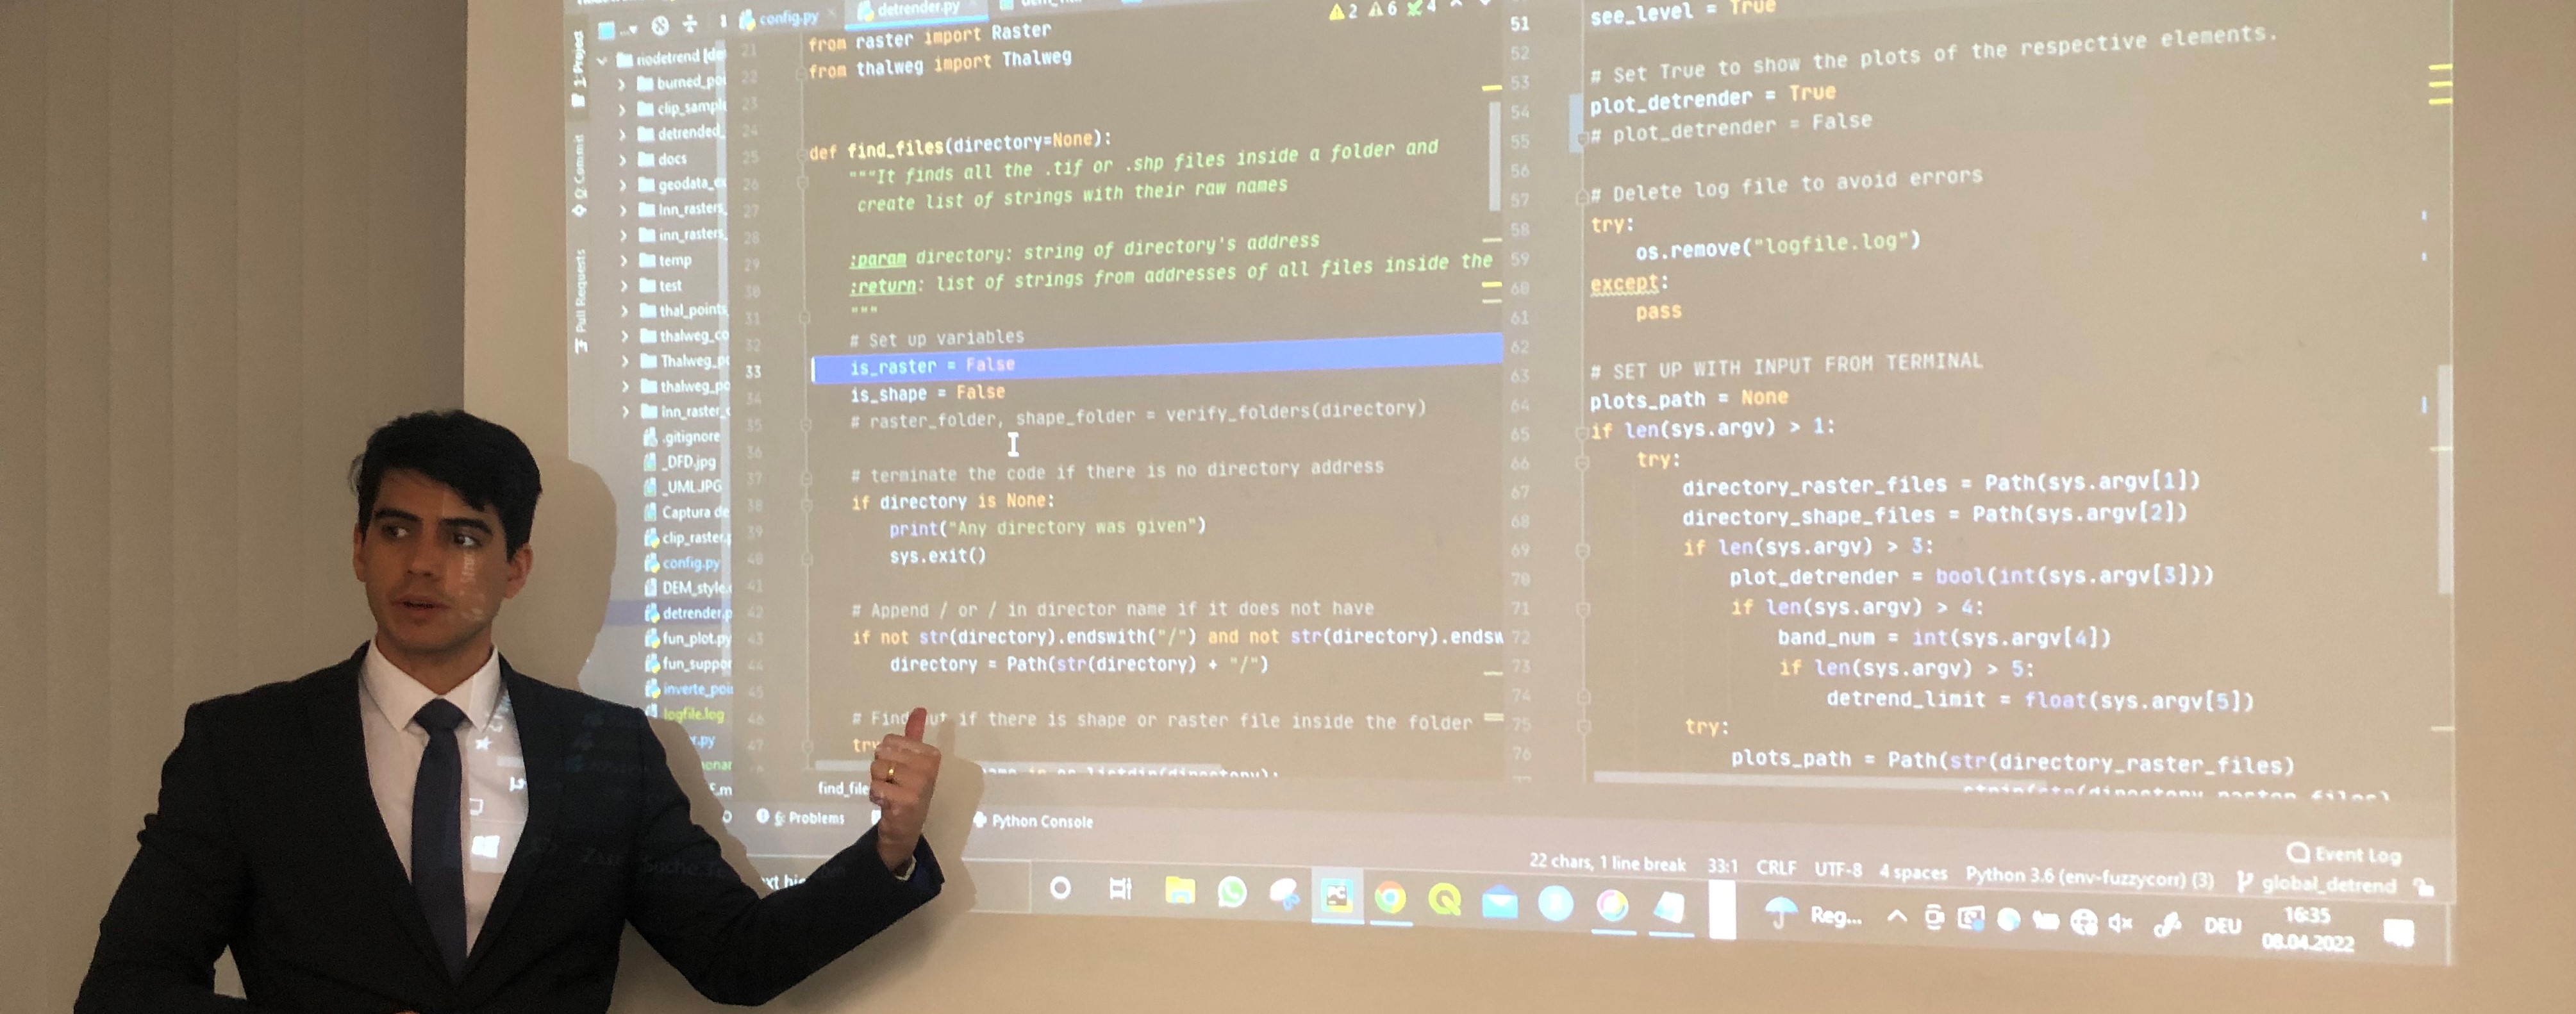 1: Project
0: Commit
Pull Requests
config.py
detrender.py
2 6 4
riodetrend [de
burned_po
clip_sample
detrended_
docs
geodata_ex
Inn_rasters_
inn_rasters_
temp
test
thal_points_
thalweg_co
Thalweg_po
thalweg_po
Inn_raster_c
.gitignore
_DFD.jpg
_UML.JPG
Captura de
clip_raster.p
config.py
DEM_style.
detrender.p
fun_plot.py
fun_suppor
inverte_poi
logfile.log
21 from raster import Raster
22 from thalweg import Thalweg
23
24
25 def find_files(directory=None):
26 """It finds all the .tif or .shp files inside a folder and
27 create list of strings with their raw names
28
29 :param directory: string of directory's address
30 :return: list of strings from addresses of all files inside the
31 """
32 # Set up variables
33 is_raster = False
34 is_shape = False
35 # raster_folder, shape_folder = verify_folders(directory)
36
37 # terminate the code if there is no directory address
38 if directory is None:
39 print("Any directory was given")
40 sys.exit()
41
42 # Append / or / in director name if it does not have
43 if not str(directory).endswith("/") and not str(directory).endsw
44 directory = Path(str(directory) + "/")
45
46 # Find ut if there is shape or raster file inside the folder
47 try
find_file
51 see_level = True
52
53 # Set True to show the plots of the respective elements.
54 plot_detrender = True
55 # plot_detrender = False
56
57 # Delete log file to avoid errors
58 try:
59 os.remove("logfile.log")
60 except:
61 pass
62
63 # SET UP WITH INPUT FROM TERMINAL
64 plots_path = None
65 if len(sys.argv) > 1:
66 try:
67 directory_raster_files = Path(sys.argv[1])
68 directory_shape_files = Path(sys.argv[2])
69 if len(sys.argv) > 3:
70 plot_detrender = bool(int(sys.argv[3]))
71 if len(sys.argv) > 4:
72 band_num = int(sys.argv[4])
73 if len(sys.argv) > 5:
74 detrend_limit = float(sys.argv[5])
75 try:
76 plots_path = Path(str(directory_raster_files)
6: Problems
Python Console
Event Log
22 chars, 1 line break 33:1 CRLF UTF-8 4 spaces Python 3.6 (env-fuzzycorr) (3) global_detrend
PC
Reg...
DEU
16:35
08.04.2022